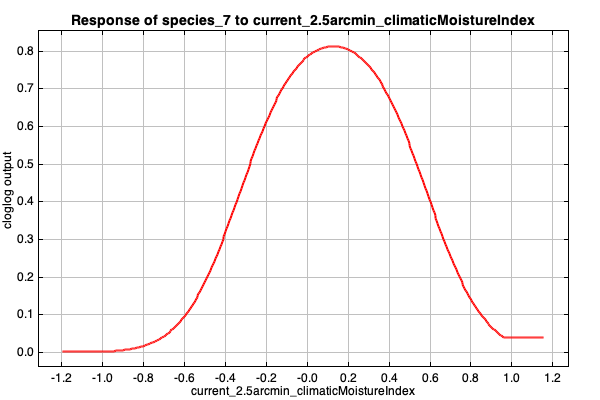 Response of species_7 to current_2.5arcmin_climaticMoistureIndex
cloglog output
0.8
0.7
0.6
0.5
0.4
0.3
0.2
0.1
0.0
-1.2 -1.0 -0.8 -0.6 -0.4 -0.2 0.0 0.2 0.4 0.6 0.8 1.0 1.2
current_2.5arcmin_climaticMoistureIndex